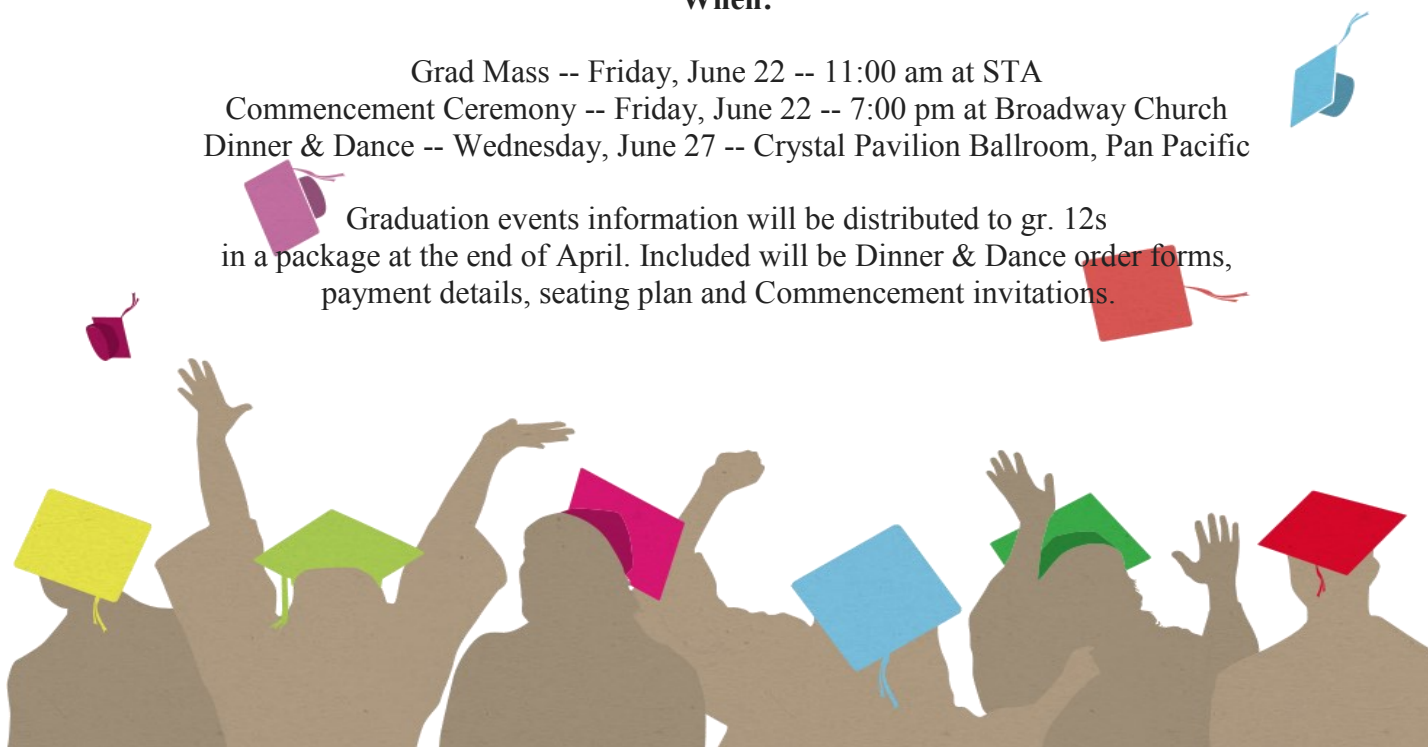 When?
Grad Mass -- Friday, June 22 -- 11:00 am at STA
Commencement Ceremony -- Friday, June 22 -- 7:00 pm at Broadway Church
Dinner & Dance -- Wednesday, June 27 -- Crystal Pavilion Ballroom, Pan Pacific
Graduation events information will be distributed to gr. 12s
in a package at the end of April. Included will be Dinner & Dance order forms,
payment details, seating plan and Commencement invitations.